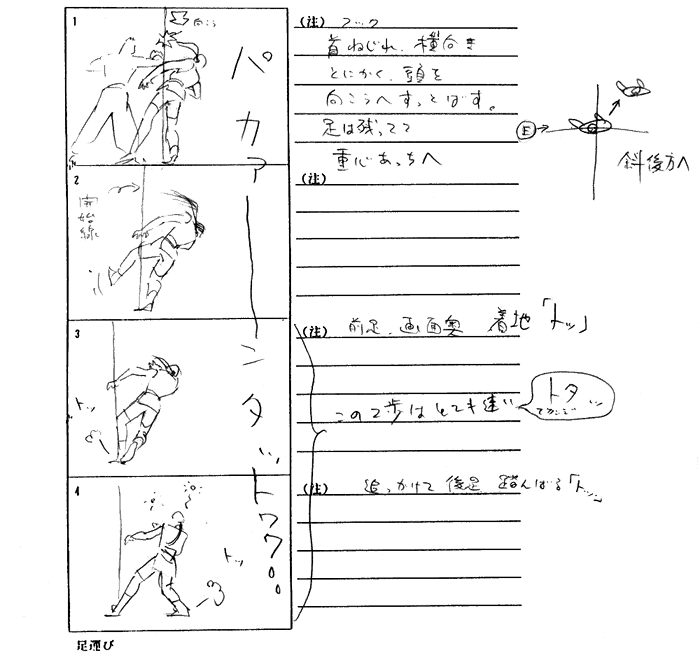 1
向こう
(注) フック
首ねじれ、横向き
とにかく、頭を
向こうへすっとばす。
足は残ってて
重心あっちへ
E
斜後方へ
パカァーーンタッ、トワワ。。
2
開始線
(注)
3
トッ
(注) 前足、画面奥 着地「トッ」
この2歩はとても速い
トタッ
てカンジ
4
トッ
(注) 追っかけて後足 踏んばる「トッ」
足運び